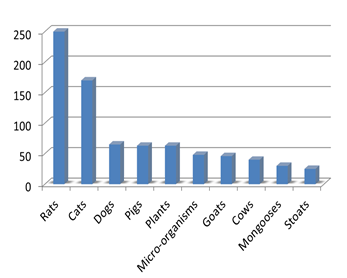 250
200
150
100
50
0
Rats
Cats
Dogs
Pigs
Plants
Micro-organisms
Goats
Cows
Mongooses
Stoats